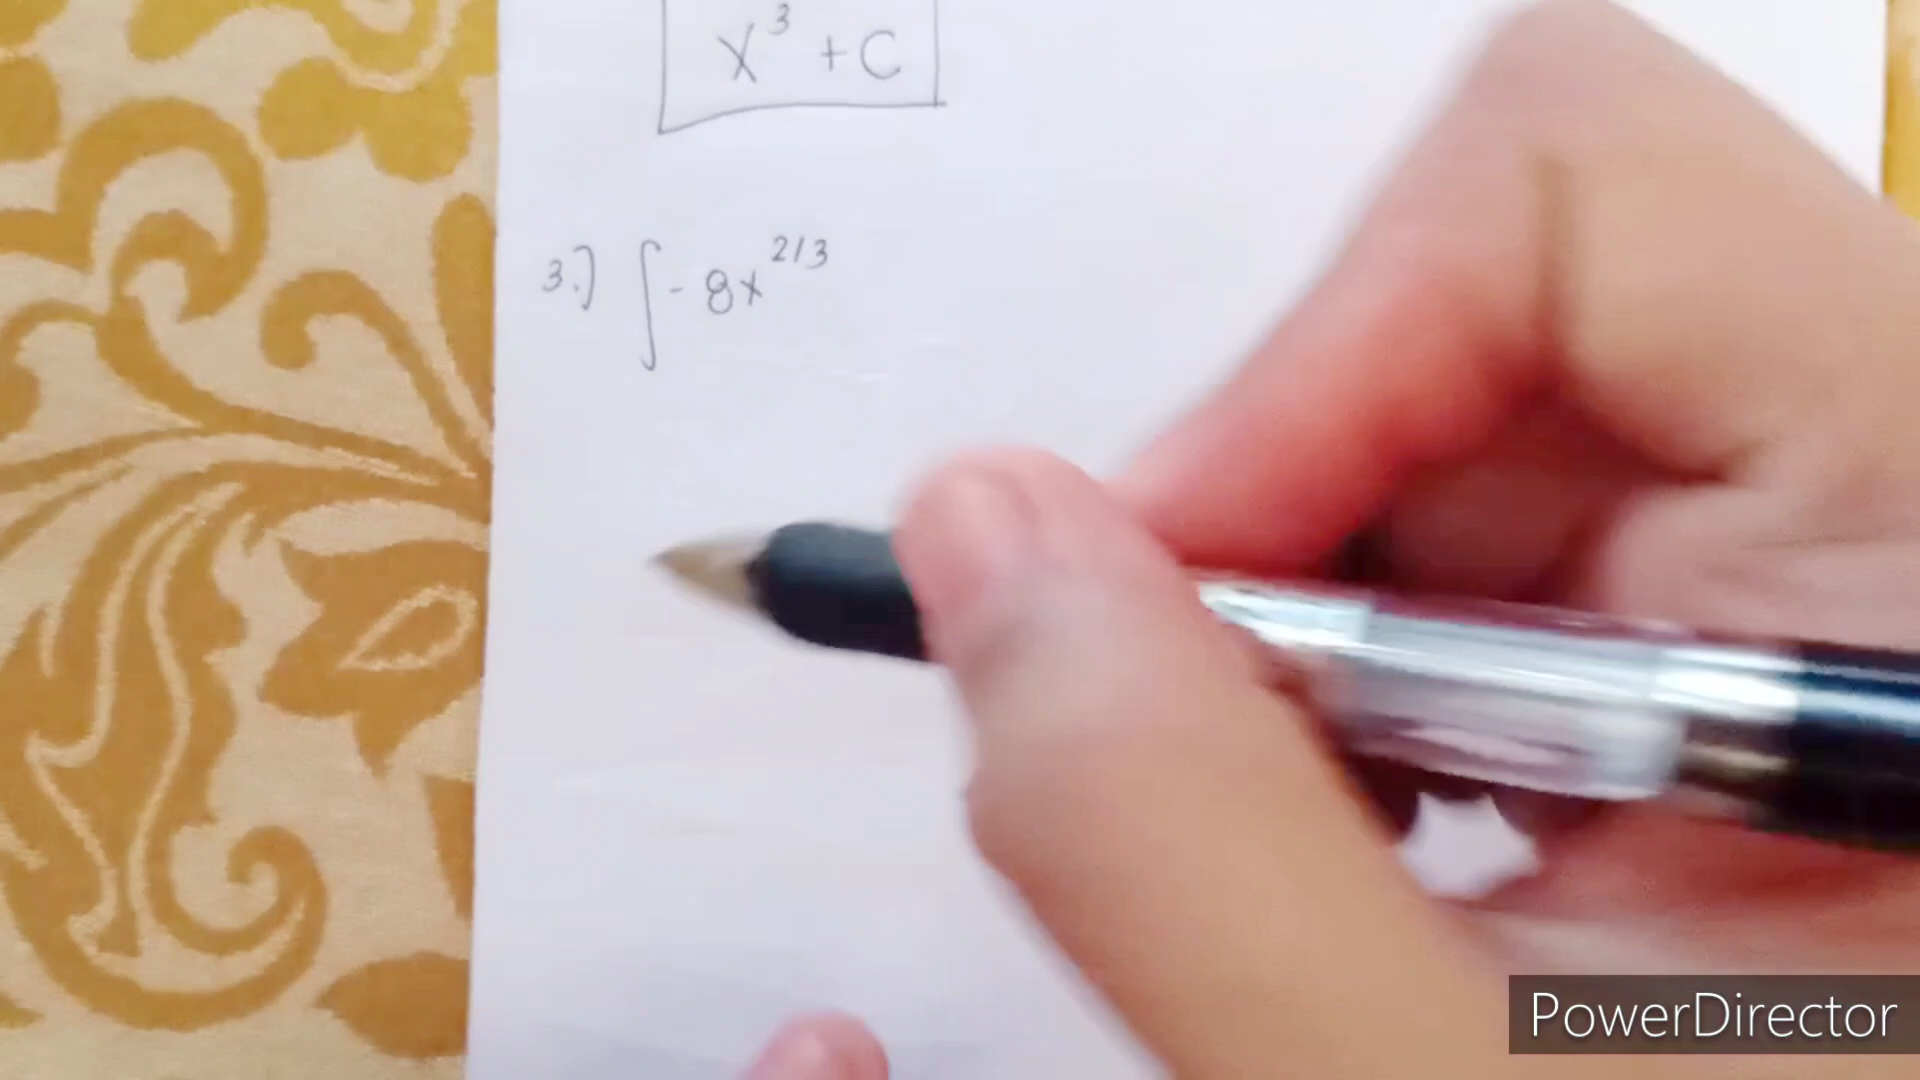 x³ + C
3.) ∫ - 8x^{2/3}
PowerDirector